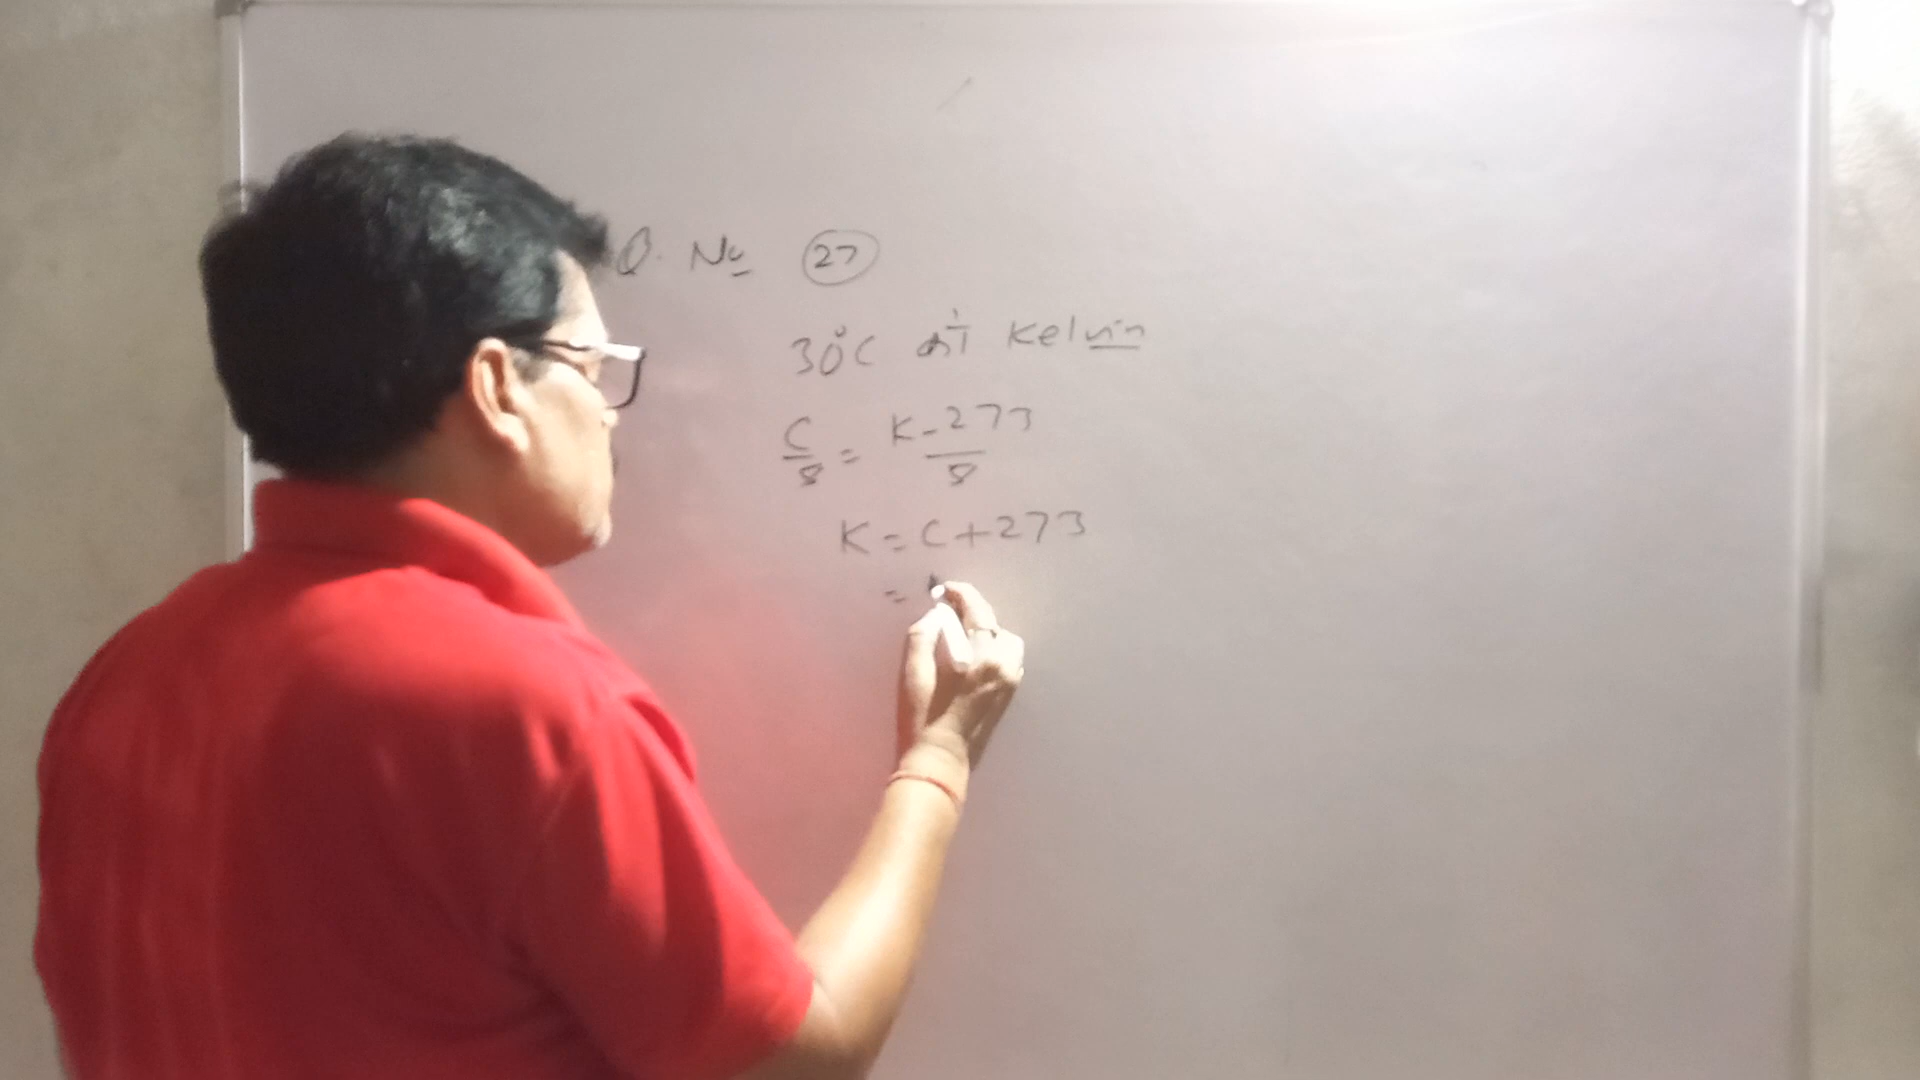 Q. No 27
30°C को Kelvin
C/5 = K-273/5
K = C+273
=